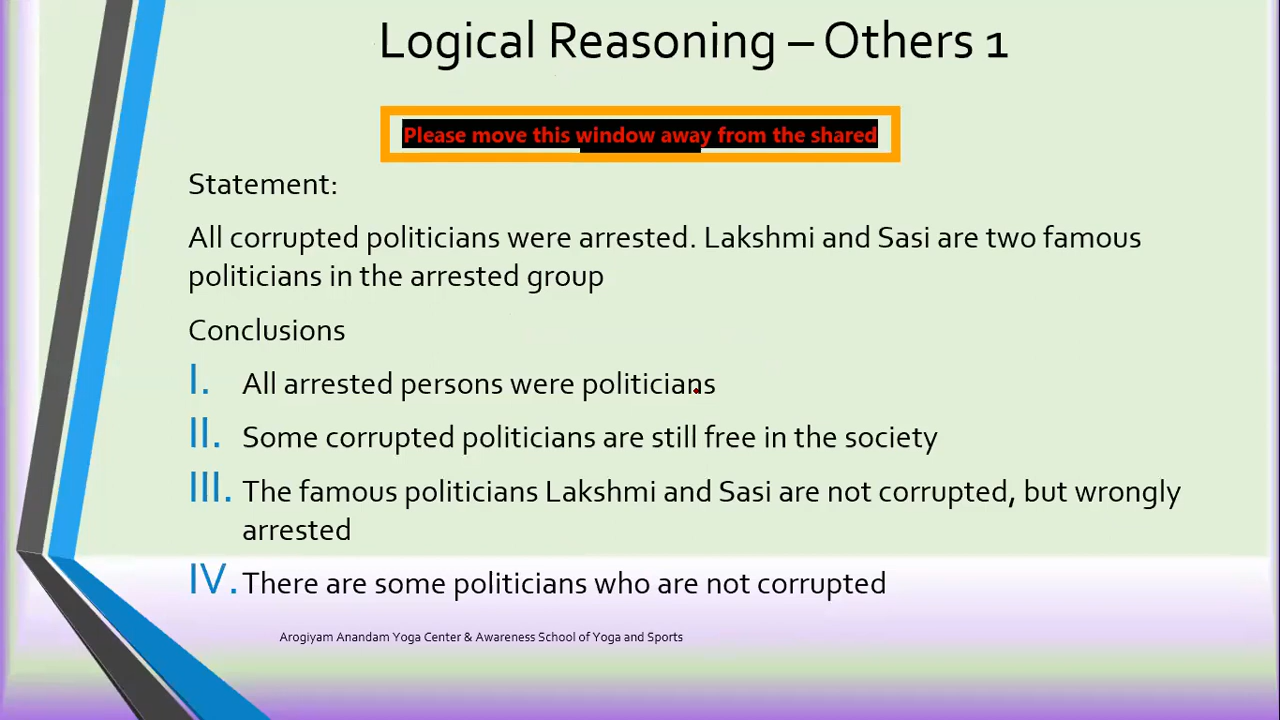 Logical Reasoning – Others 1
Please move this window away from the shared
Statement:
All corrupted politicians were arrested. Lakshmi and Sasi are two famous
politicians in the arrested group
Conclusions
I. All arrested persons were politicians
II. Some corrupted politicians are still free in the society
III. The famous politicians Lakshmi and Sasi are not corrupted, but wrongly
arrested
IV. There are some politicians who are not corrupted
Arogiyam Anandam Yoga Center & Awareness School of Yoga and Sports